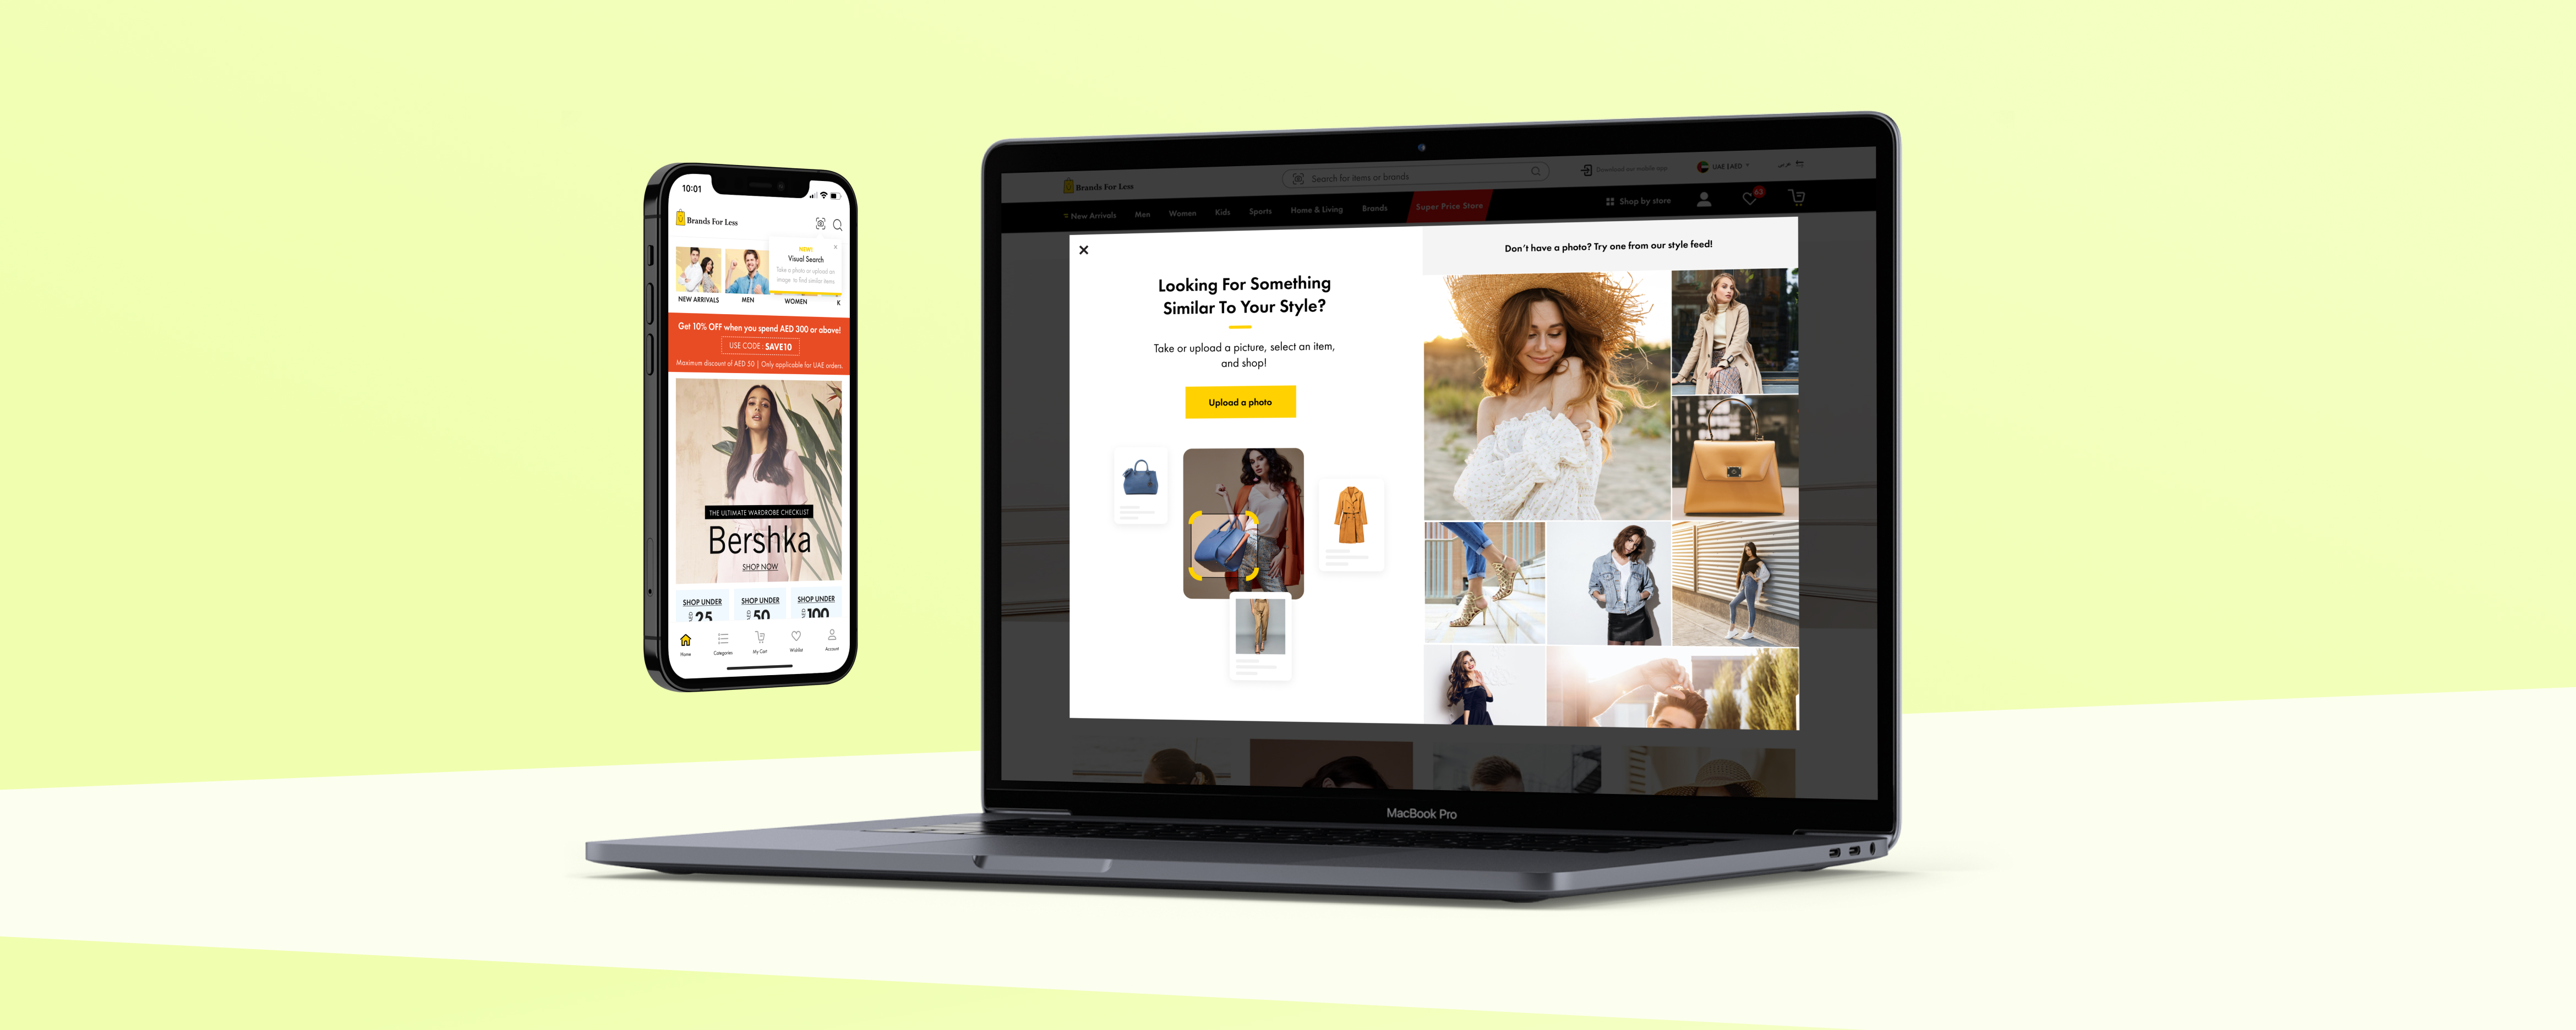 10:01
Brands For Less
NEW!
Visual Search
Take a photo or upload an
image to find similar items
NEW ARRIVALS
MEN
WOMEN
K
Get 10% OFF when you spend AED 300 or above!
USE CODE : SAVE10
Maximum discount of AED 50 | Only applicable for UAE orders.
THE ULTIMATE WARDROBE CHECKLIST
Bershka
SHOP NOW
SHOP UNDER
25
SHOP UNDER
50
SHOP UNDER
100
Home
Categories
My Cart
Wishlist
Account
Brands For Less
Search for items or brands
Download our mobile app
UAE (AED
New Arrivals
Men
Women
Kids
Sports
Home & Living
Brands
Super Price Store
Shop by store
63
Looking For Something
Similar To Your Style?
Take or upload a picture, select an item,
and shop!
Upload a photo
Don't have a photo? Try one from our style feed!
MacBook Pro